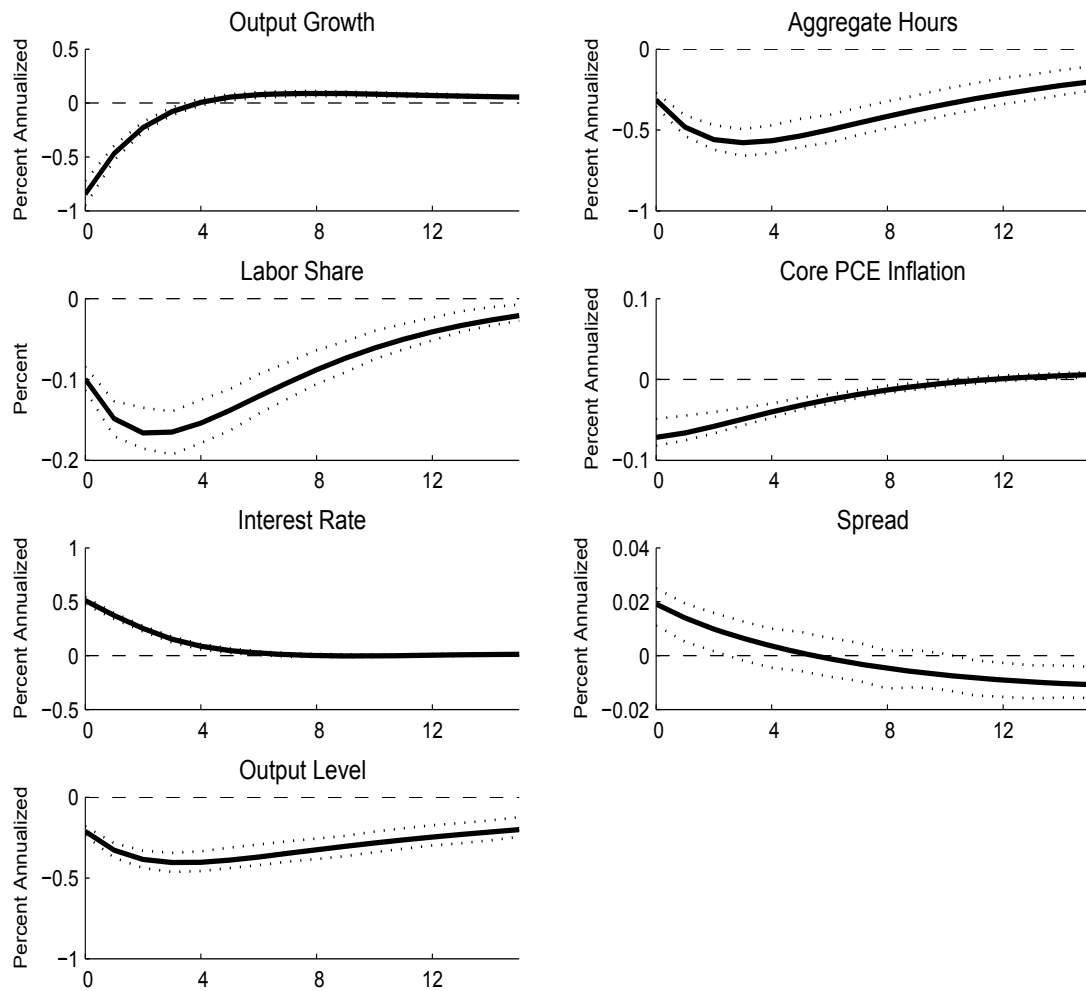 Output Growth
Percent Annualized
0.5
0
−0.5
−1
0 4 8 12
Aggregate Hours
Percent Annualized
0
−0.5
−1
0 4 8 12
Labor Share
Percent
0
−0.1
−0.2
0 4 8 12
Core PCE Inflation
Percent Annualized
0.1
0
−0.1
0 4 8 12
Interest Rate
Percent Annualized
1
0.5
0
−0.5
0 4 8 12
Spread
Percent Annualized
0.04
0.02
0
−0.02
0 4 8 12
Output Level
Percent Annualized
0
−0.5
−1
0 4 8 12